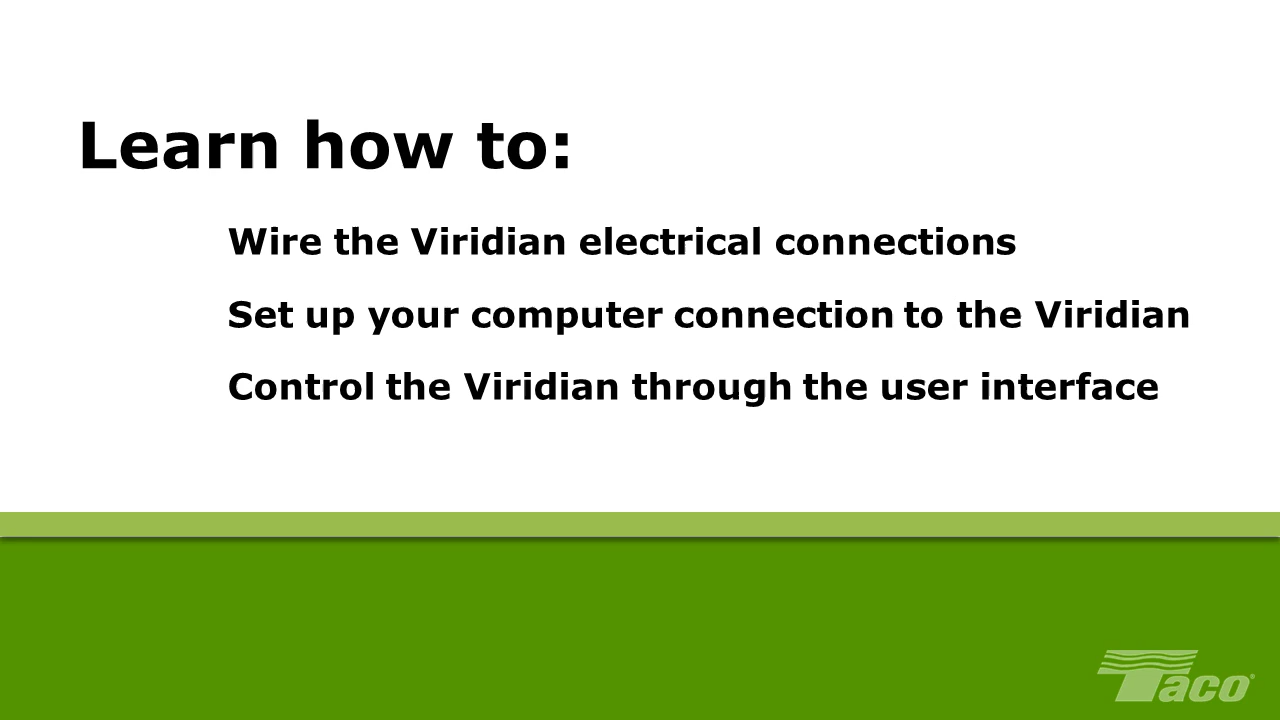 Learn how to:
Wire the Viridian electrical connections
Set up your computer connection to the Viridian
Control the Viridian through the user interface
Taco®